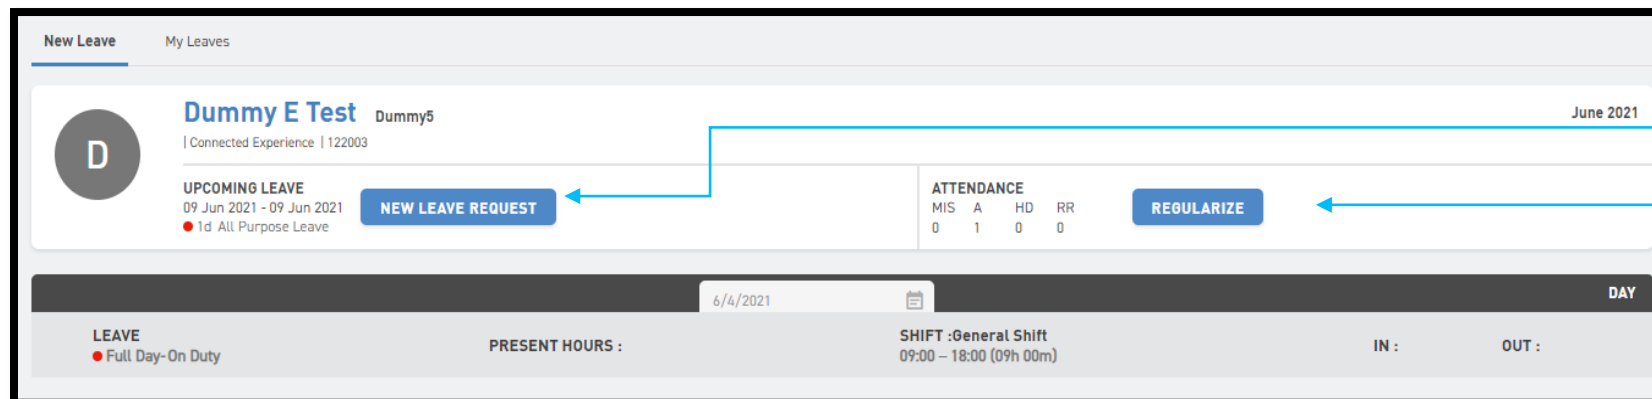 New Leave My Leaves
D
Dummy E Test Dummy5
June 2021
| Connected Experience | 122003
UPCOMING LEAVE
09 Jun 2021 - 09 Jun 2021
1d All Purpose Leave
NEW LEAVE REQUEST
ATTENDANCE
MIS A HD RR
0 1 0 0
REGULARIZE
6/4/2021
DAY
LEAVE
Full Day-On Duty
PRESENT HOURS :
SHIFT :General Shift
09:00 – 18:00 (09h 00m)
IN :
OUT :